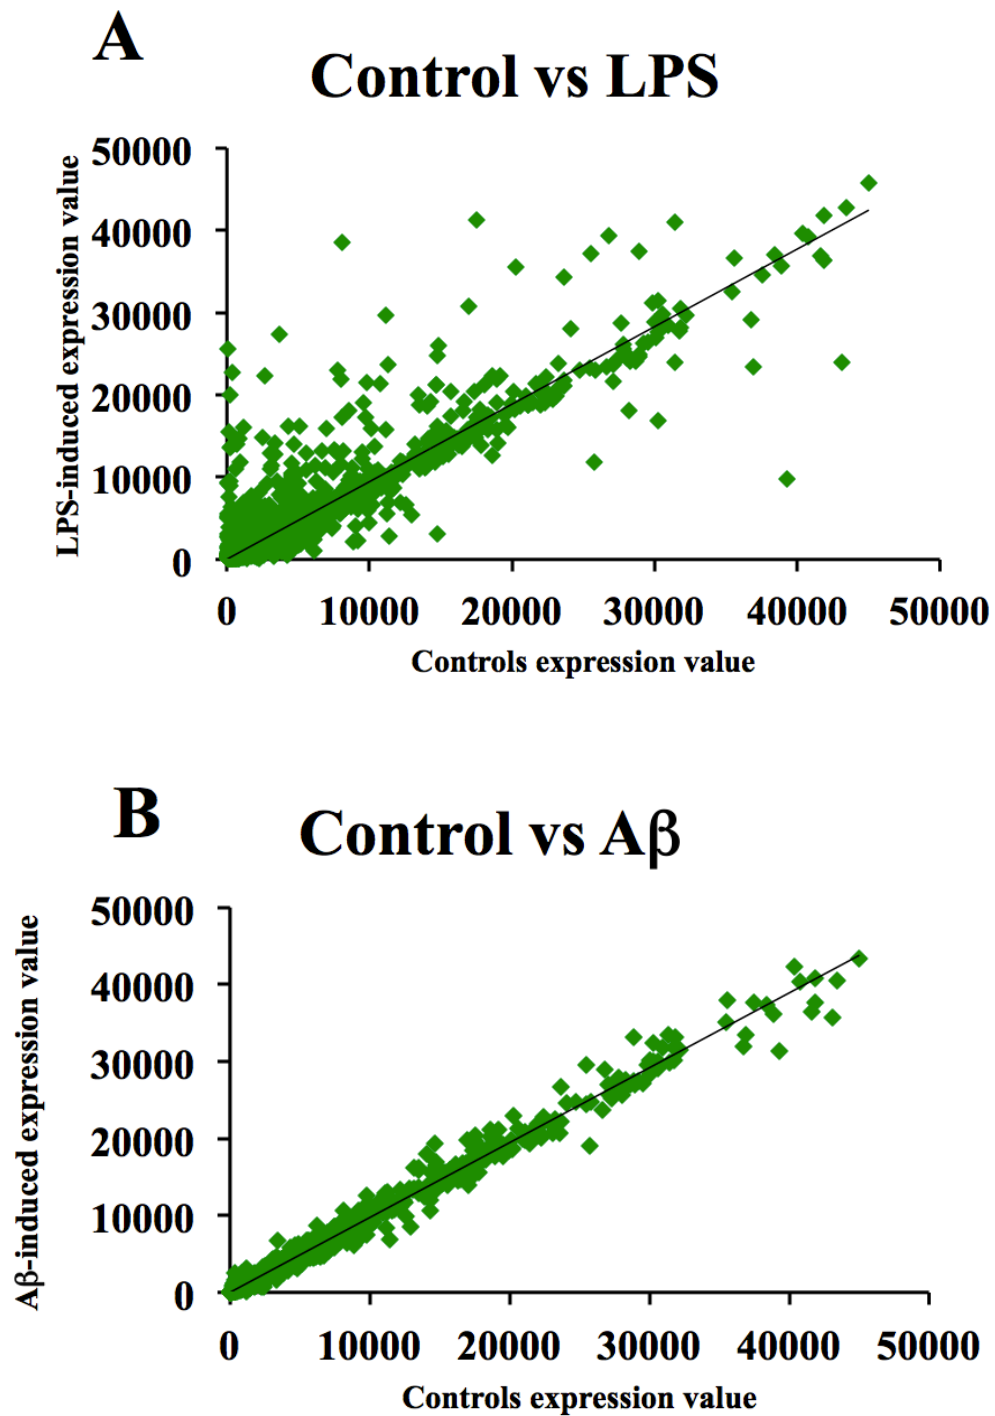 A
Control vs LPS
LPS-induced expression value
50000
40000
30000
20000
10000
0
0 10000 20000 30000 40000 50000
Controls expression value
B
Control vs Aβ
Aβ-induced expression value
50000
40000
30000
20000
10000
0
0 10000 20000 30000 40000 50000
Controls expression value